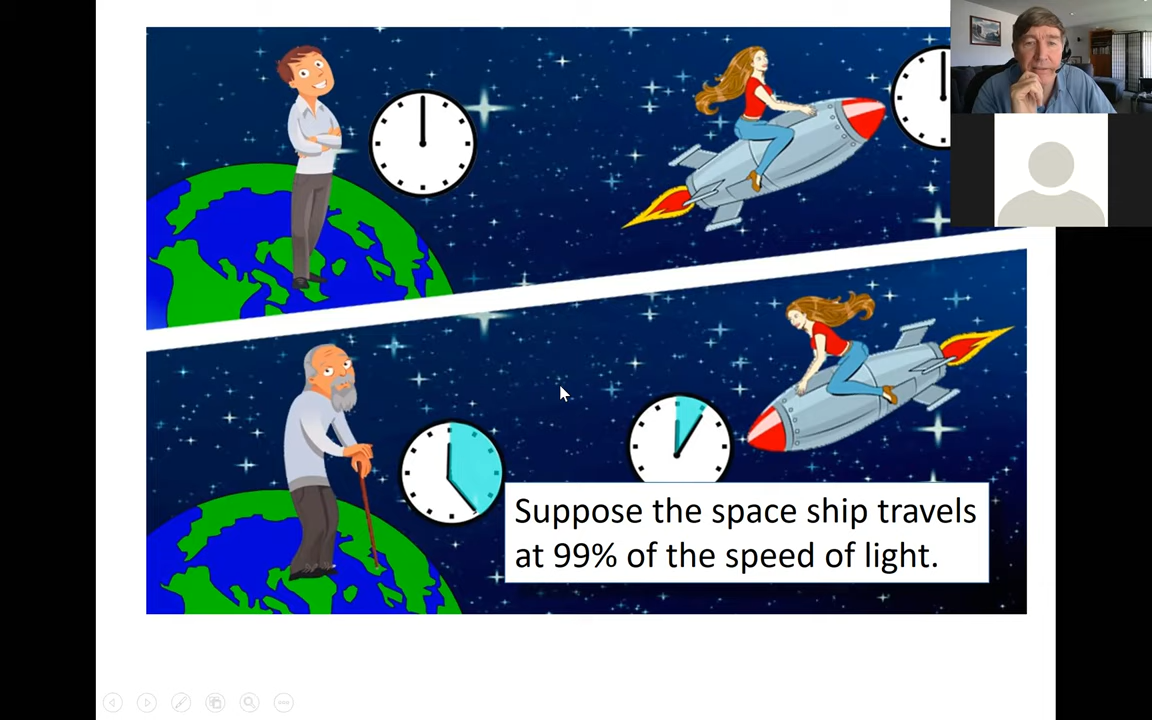 Suppose the space ship travels
at 99% of the speed of light.